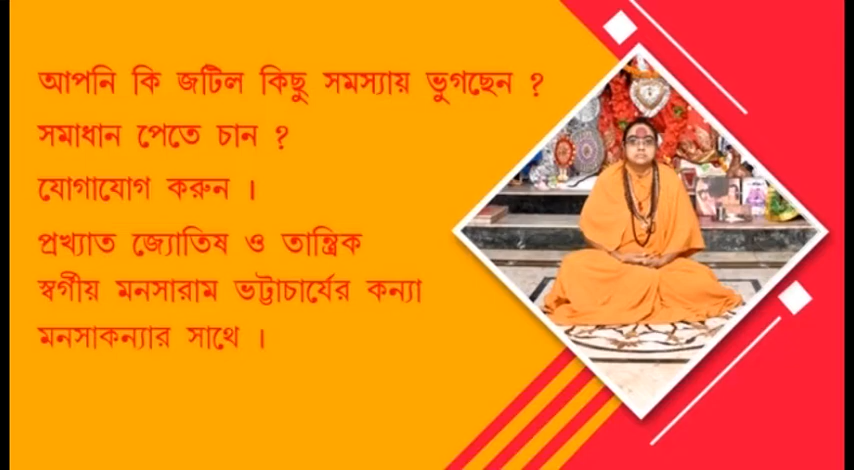 আপনি কি জটিল কিছু সমস্যায় ভুগছেন ?
সমাধান পেতে চান ?
যোগাযোগ করুন ।
প্রখ্যাত জ্যোতিষ ও তান্ত্রিক
স্বর্গীয় মনসারাম ভট্টাচার্যের কন্যা
মনসাকন্যার সাথে ।